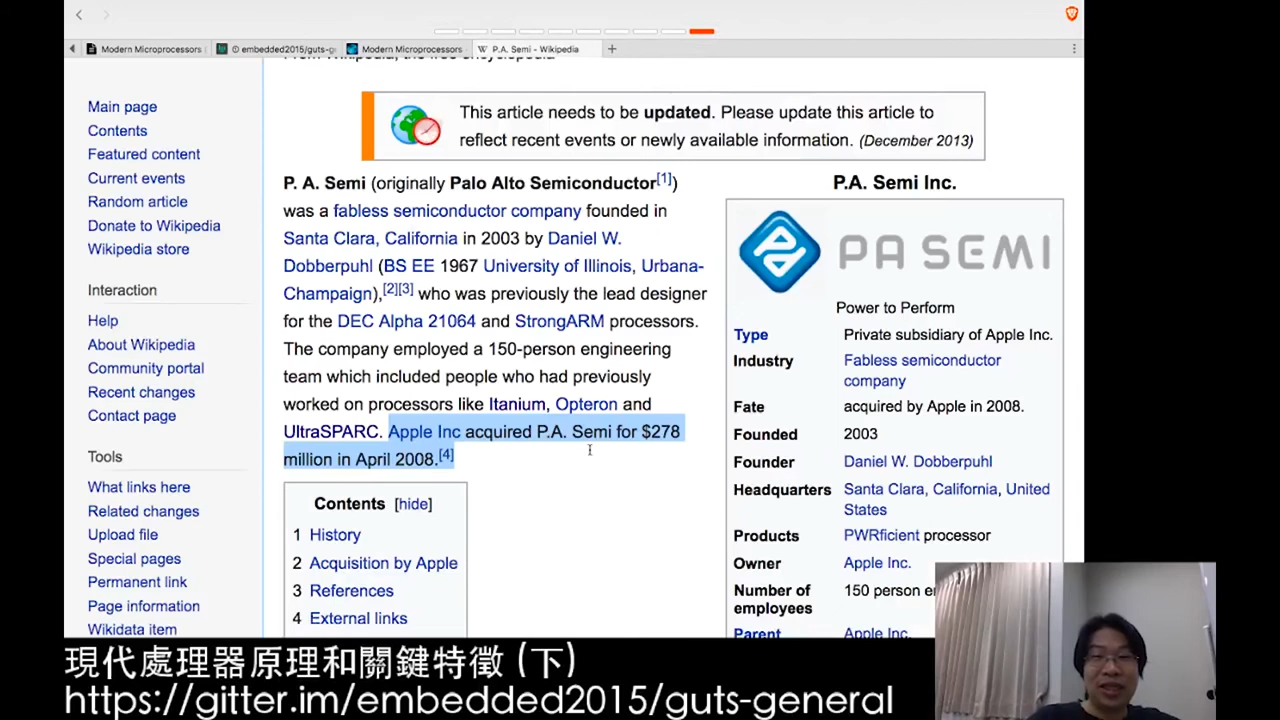 Modern Microprocessors
embedded2015/guts-g
Modern Microprocessors
P.A. Semi - Wikipedia
From Wikipedia, the free encyclopedia
Main page
Contents
Featured content
Current events
Random article
Donate to Wikipedia
Wikipedia store
Interaction
Help
About Wikipedia
Community portal
Recent changes
Contact page
Tools
What links here
Related changes
Upload file
Special pages
Permanent link
Page information
Wikidata item
This article needs to be updated. Please update this article to
reflect recent events or newly available information. (December 2013)
P. A. Semi (originally Palo Alto Semiconductor[1])
was a fabless semiconductor company founded in
Santa Clara, California in 2003 by Daniel W.
Dobberpuhl (BS EE 1967 University of Illinois, Urbana-
Champaign),[2][3] who was previously the lead designer
for the DEC Alpha 21064 and StrongARM processors.
The company employed a 150-person engineering
team which included people who had previously
worked on processors like Itanium, Opteron and
UltraSPARC. Apple Inc acquired P.A. Semi for $278
million in April 2008.[4]
Contents [hide]
1 History
2 Acquisition by Apple
3 References
4 External links
P.A. Semi Inc.
PA SEMI
Power to Perform
Type Private subsidiary of Apple Inc.
Industry Fabless semiconductor
company
Fate acquired by Apple in 2008.
Founded 2003
Founder Daniel W. Dobberpuhl
Headquarters Santa Clara, California, United
States
Products PWRficient processor
Owner Apple Inc.
Number of 150 person e
employees
Parent Apple Inc.
現代處理器原理和關鍵特徵 (下)
https://gitter.im/embedded2015/guts-general